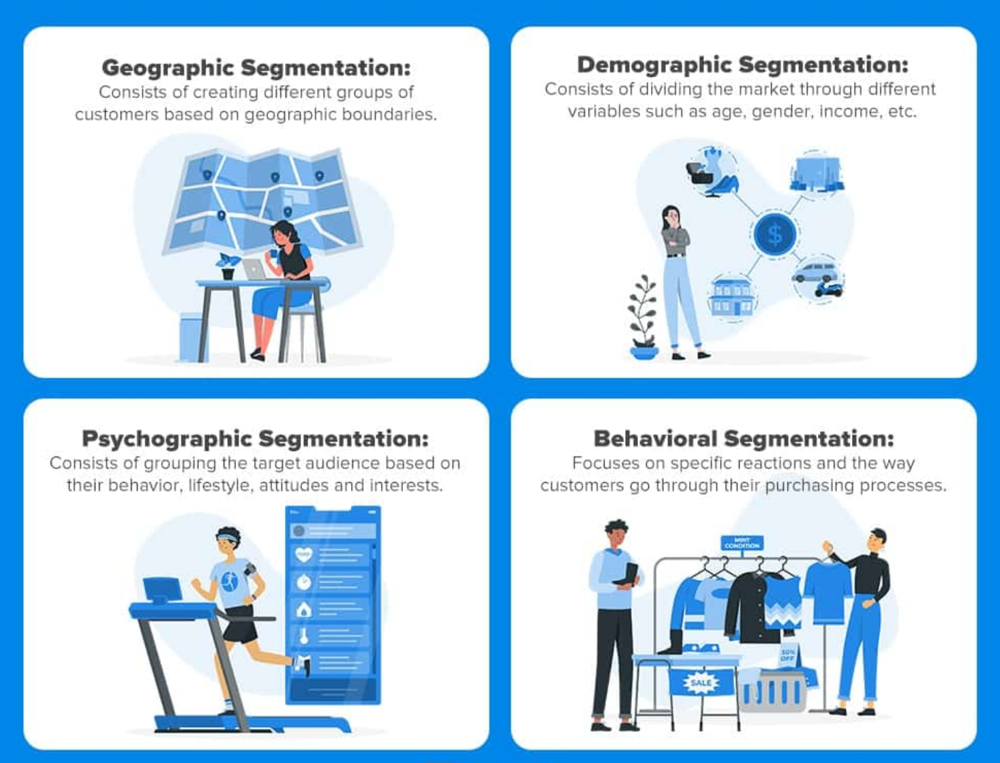 Geographic Segmentation:
Consists of creating different groups of
customers based on geographic boundaries.
Demographic Segmentation:
Consists of dividing the market through different
variables such as age, gender, income, etc.
$
Psychographic Segmentation:
Consists of grouping the target audience based on
their behavior, lifestyle, attitudes and interests.
Behavioral Segmentation:
Focuses on specific reactions and the way
customers go through their purchasing processes.
MINT
CONDITION
50%
OFF
SALE